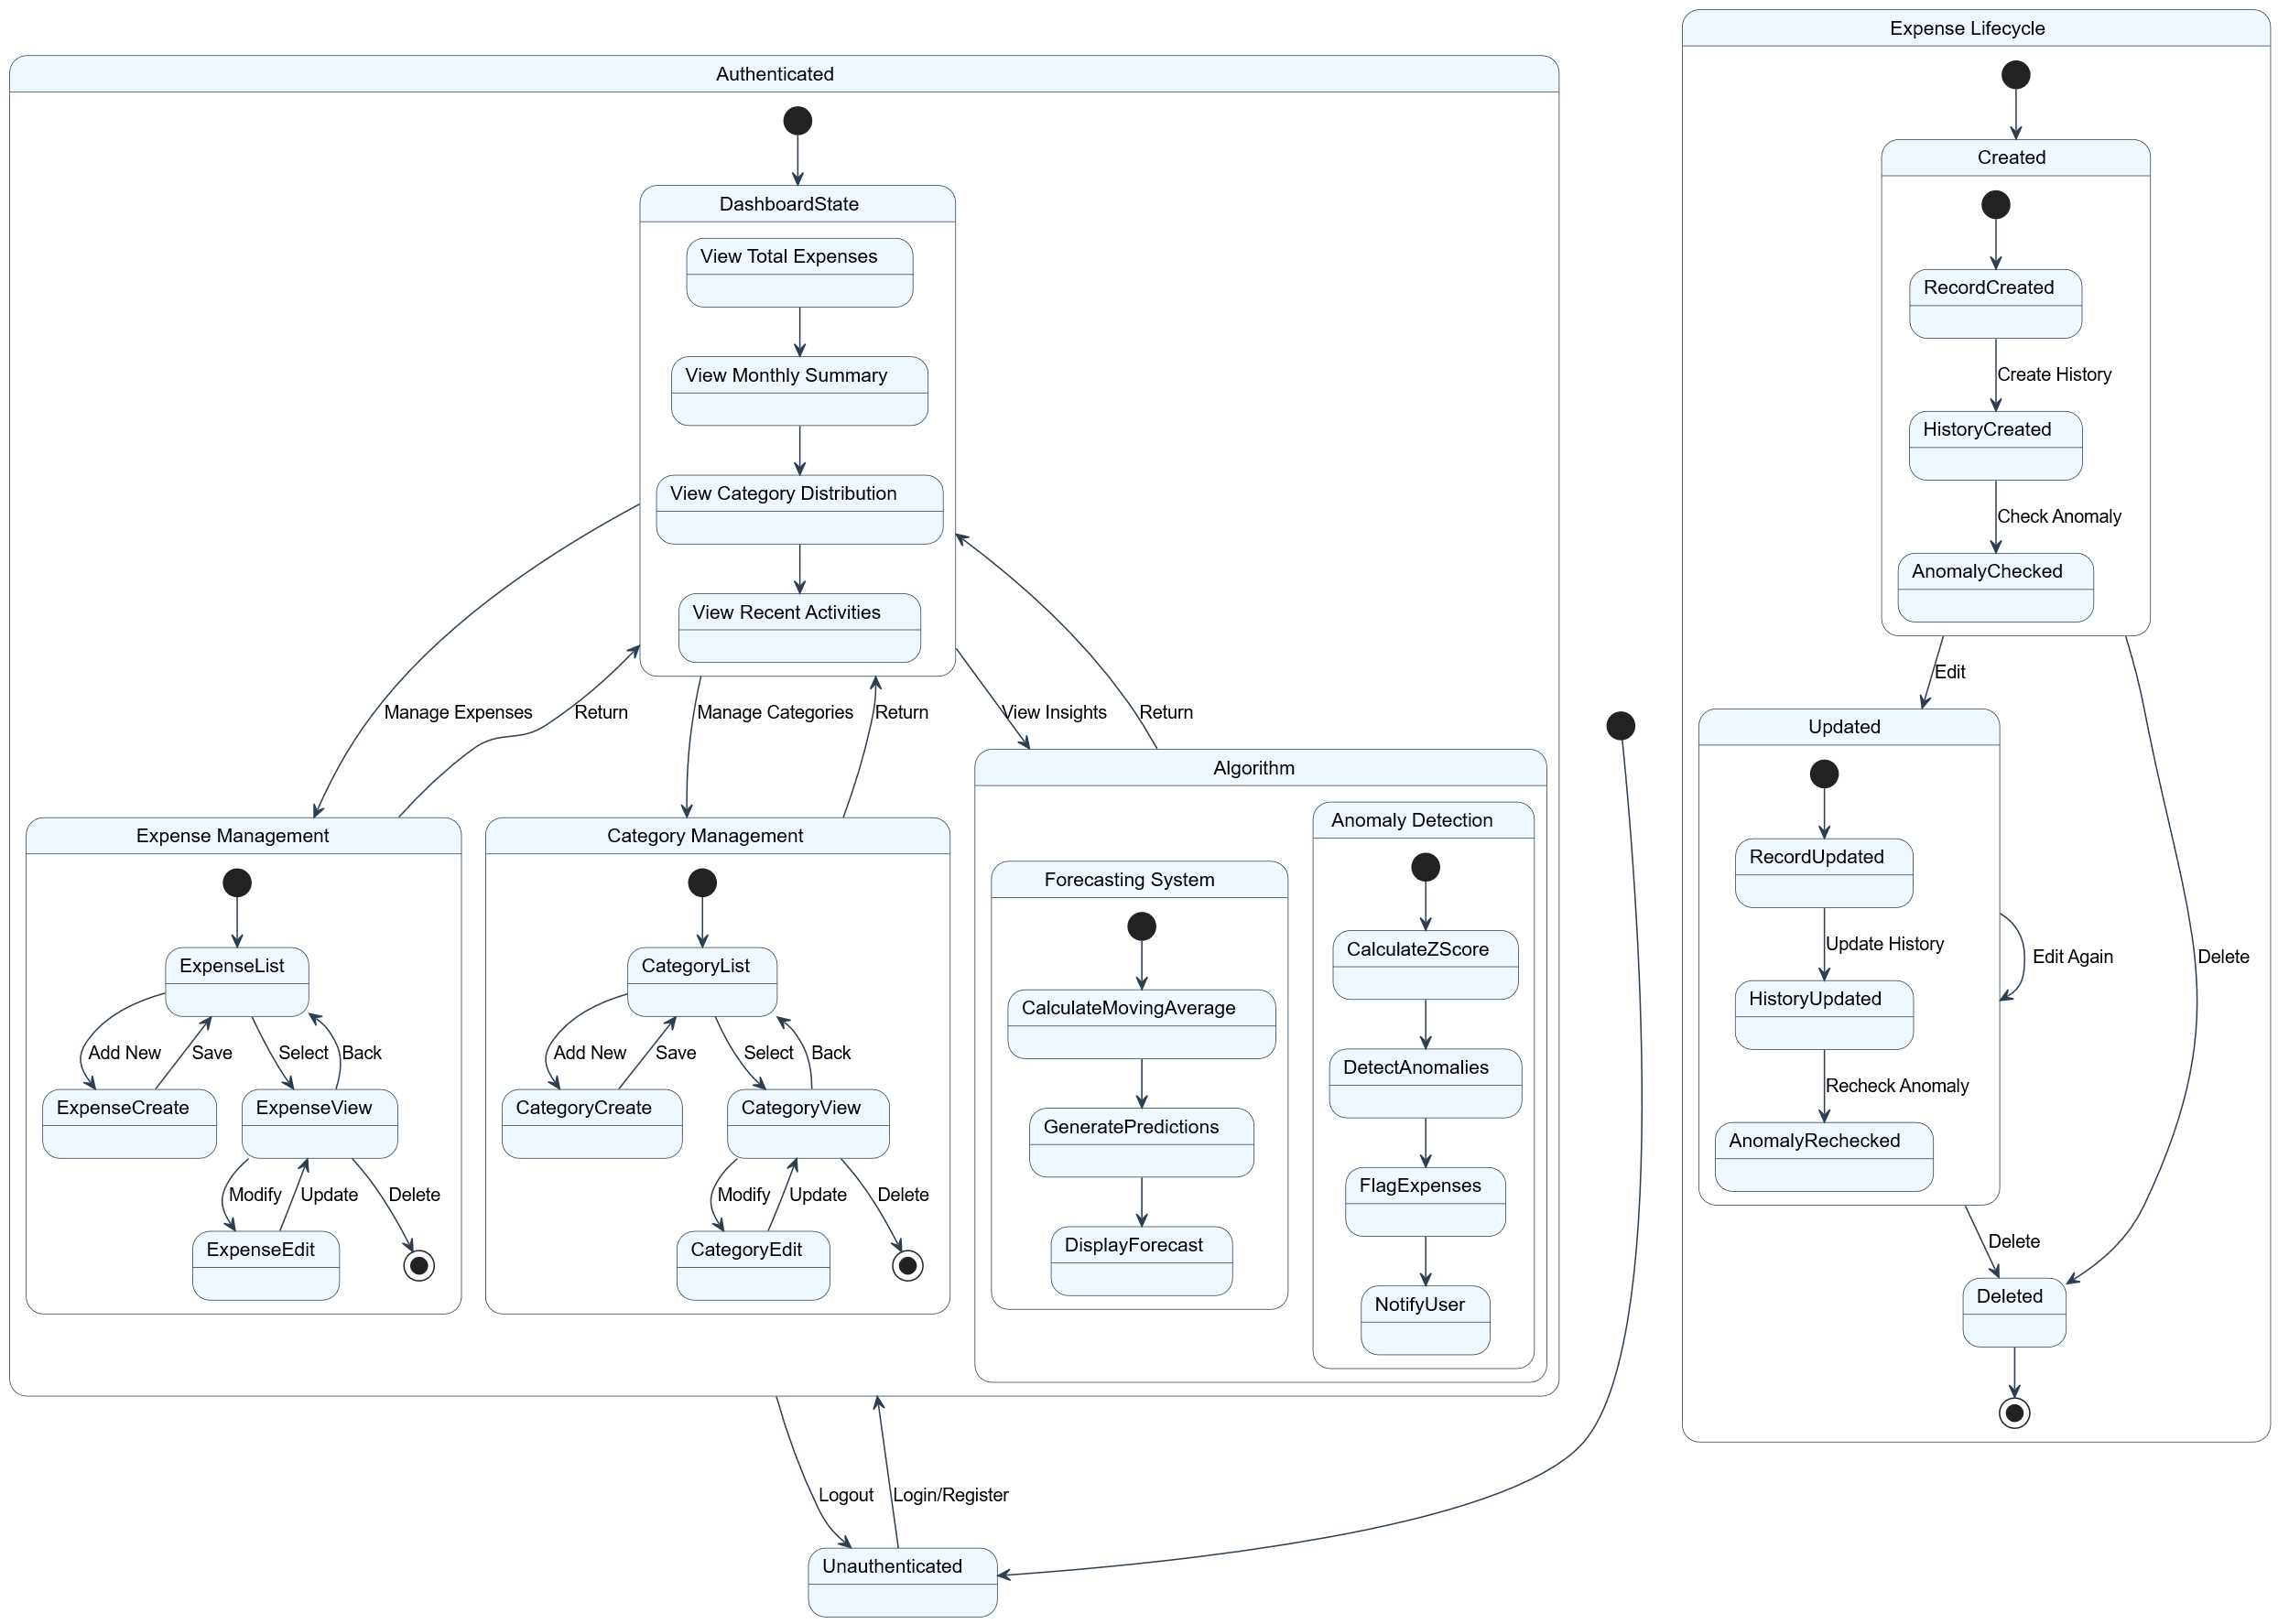 Authenticated
DashboardState
View Total Expenses
View Monthly Summary
View Category Distribution
View Recent Activities
Manage Expenses
Return
Manage Categories
Return
View Insights
Return
Expense Management
ExpenseList
Add New
Save
Select
Back
ExpenseCreate
ExpenseView
Modify
Update
Delete
ExpenseEdit
Category Management
CategoryList
Add New
Save
Select
Back
CategoryCreate
CategoryView
Modify
Update
Delete
CategoryEdit
Algorithm
Forecasting System
CalculateMovingAverage
GeneratePredictions
DisplayForecast
Anomaly Detection
CalculateZScore
DetectAnomalies
FlagExpenses
NotifyUser
Logout
Login/Register
Unauthenticated
Expense Lifecycle
Created
RecordCreated
Create History
HistoryCreated
Check Anomaly
AnomalyChecked
Edit
Updated
RecordUpdated
Update History
HistoryUpdated
Recheck Anomaly
AnomalyRechecked
Edit Again
Delete
Delete
Deleted